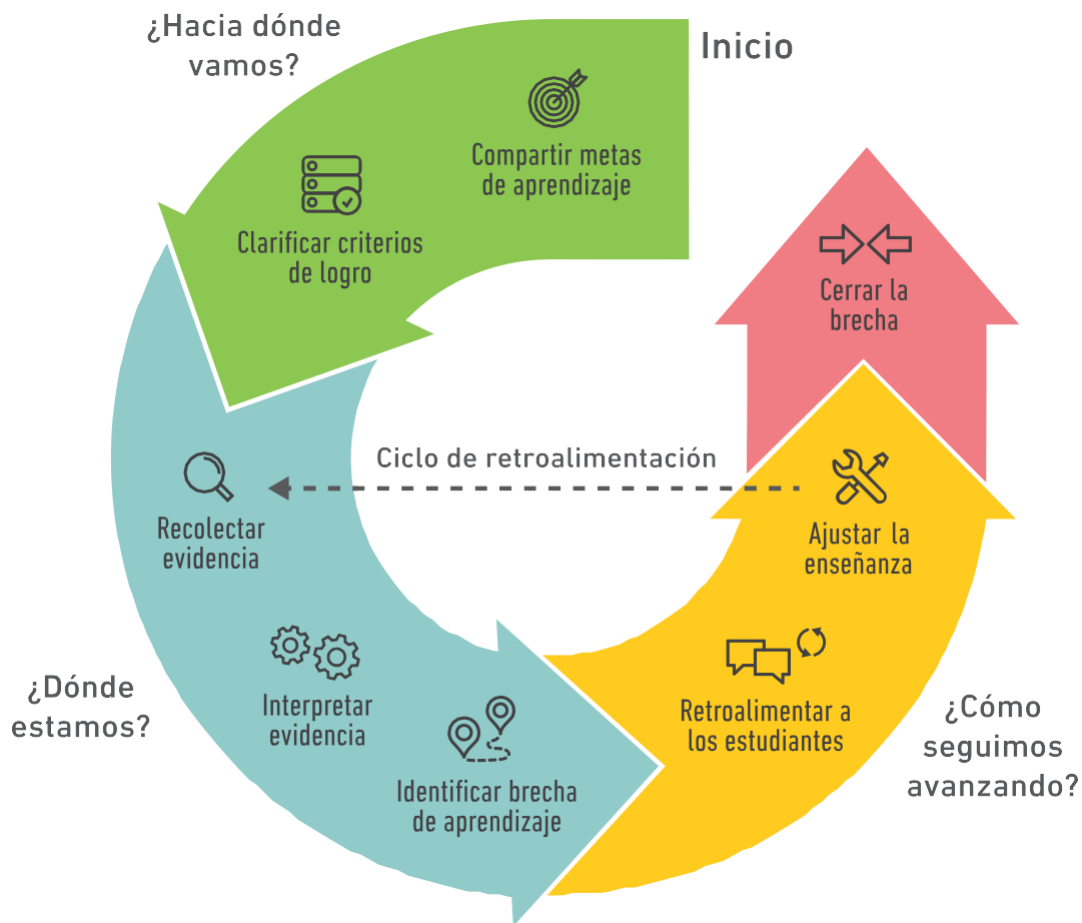 ¿Hacia dónde
vamos?
Inicio
Compartir metas
de aprendizaje
Clarificar criterios
de logro
Cerrar la
brecha
Ciclo de retroalimentación
Recolectar
evidencia
Ajustar la
enseñanza
¿Dónde
estamos?
Interpretar
evidencia
Identificar brecha
de aprendizaje
Retroalimentar a
los estudiantes
¿Cómo
seguimos
avanzando?